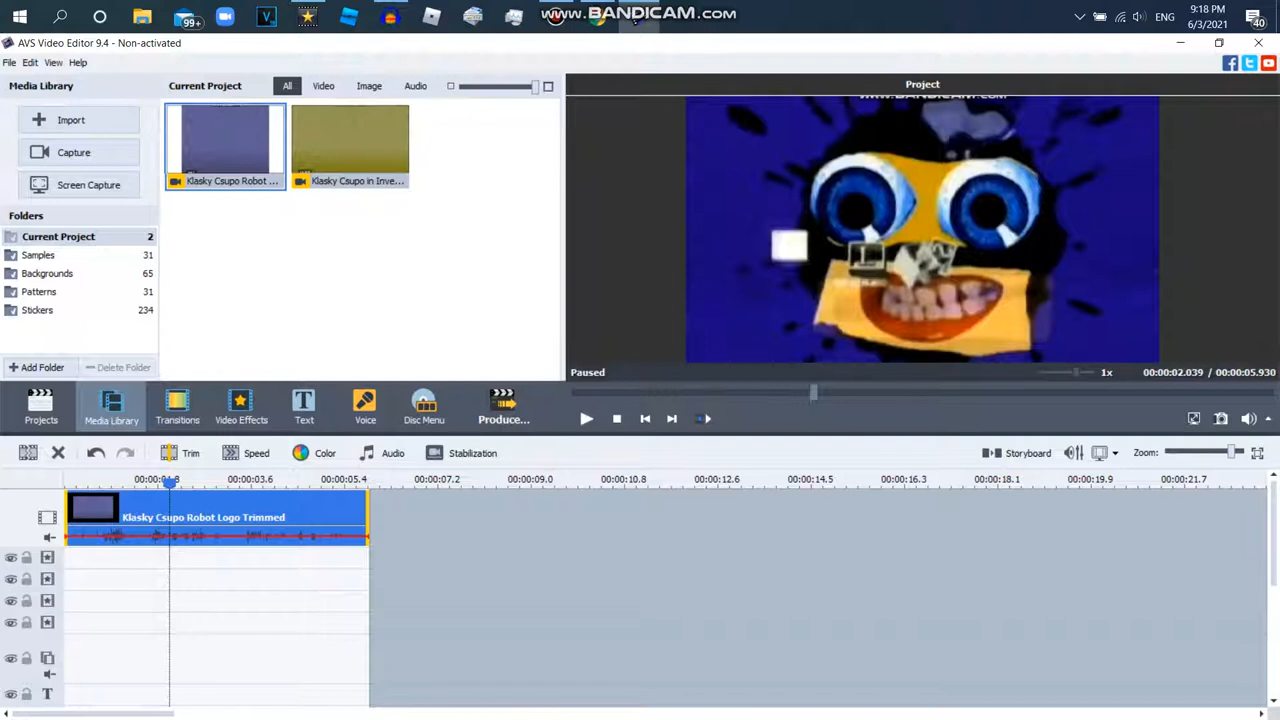 99+
www.BANDICAM.com
ENG
9:18 PM
6/3/2021
40
AVS Video Editor 9.4 - Non-activated
File Edit View Help
Media Library
Import
Capture
Screen Capture
Folders
Current Project 2
Samples 31
Backgrounds 65
Patterns 31
Stickers 234
Add Folder Delete Folder
Current Project All Video Image Audio
Klasky Csupo Robot ... Klasky Csupo in Inve...
Project
www.BANDICAM.com
Paused 1x 00:00:02.039 / 00:00:05.930
Projects Media Library Transitions Video Effects Text Voice Disc Menu Produce...
Trim Speed Color Audio Stabilization Storyboard Zoom:
00:00:03.6 00:00:05.4 00:00:07.2 00:00:09.0 00:00:10.8 00:00:12.6 00:00:14.5 00:00:16.3 00:00:18.1 00:00:19.9 00:00:21.7
Klasky Csupo Robot Logo Trimmed
T